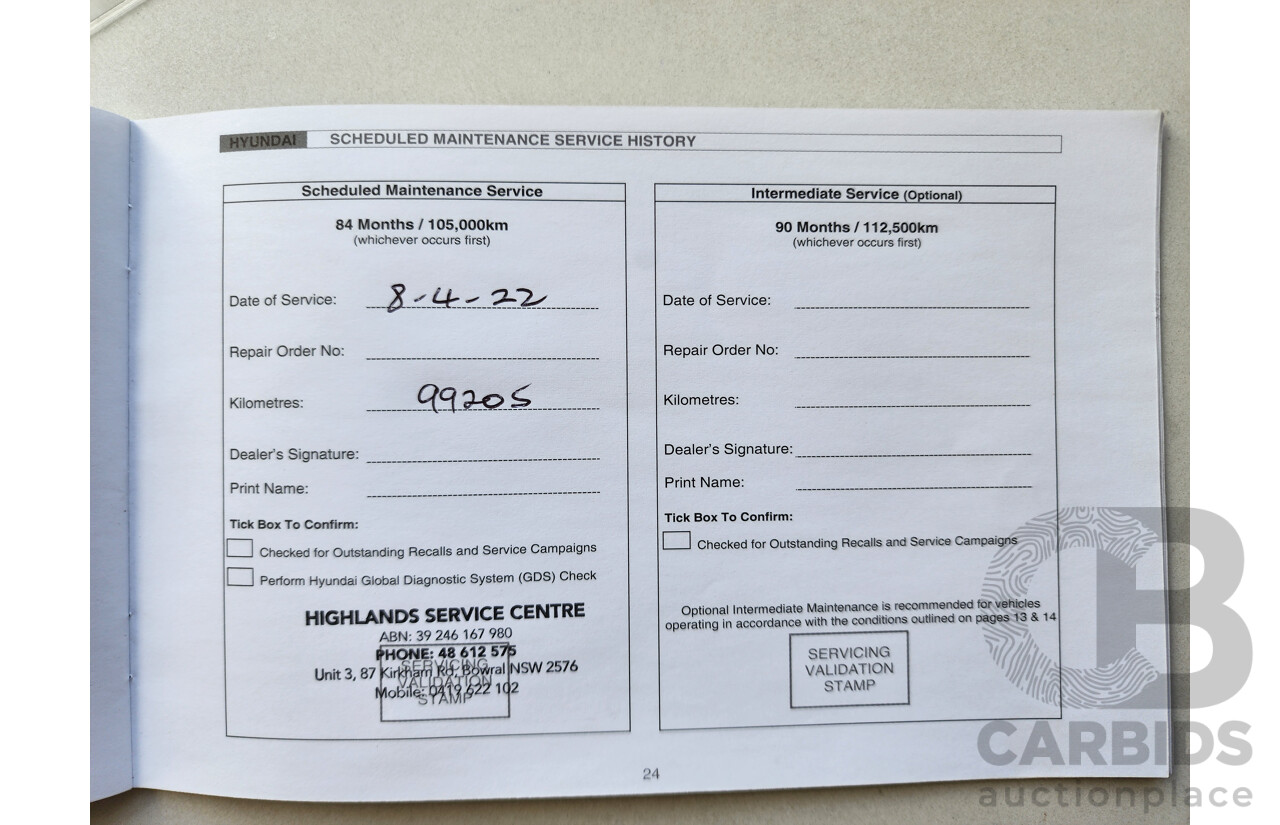 HYUNDAI SCHEDULED MAINTENANCE SERVICE HISTORY
Scheduled Maintenance Service
84 Months / 105,000km
(whichever occurs first)
Date of Service: 8-4-22
Repair Order No:
Kilometres: 99205
Dealer's Signature:
Print Name:
Tick Box To Confirm:
Checked for Outstanding Recalls and Service Campaigns
Perform Hyundai Global Diagnostic System (GDS) Check
HIGHLANDS SERVICE CENTRE
ABN: 39 246 167 980
PHONE: 48 612 575
Unit 3, 87 Kirkham Rd, Bowral NSW 2576
Mobile: 0419 622 102
SERVICING
VALIDATION
STAMP
Intermediate Service (Optional)
90 Months / 112,500km
(whichever occurs first)
Date of Service:
Repair Order No:
Kilometres:
Dealer's Signature:
Print Name:
Tick Box To Confirm:
Checked for Outstanding Recalls and Service Campaigns
Optional Intermediate Maintenance is recommended for vehicles
operating in accordance with the conditions outlined on pages 13 & 14
SERVICING
VALIDATION
STAMP
24
CB
CARBIDS
auctionplace